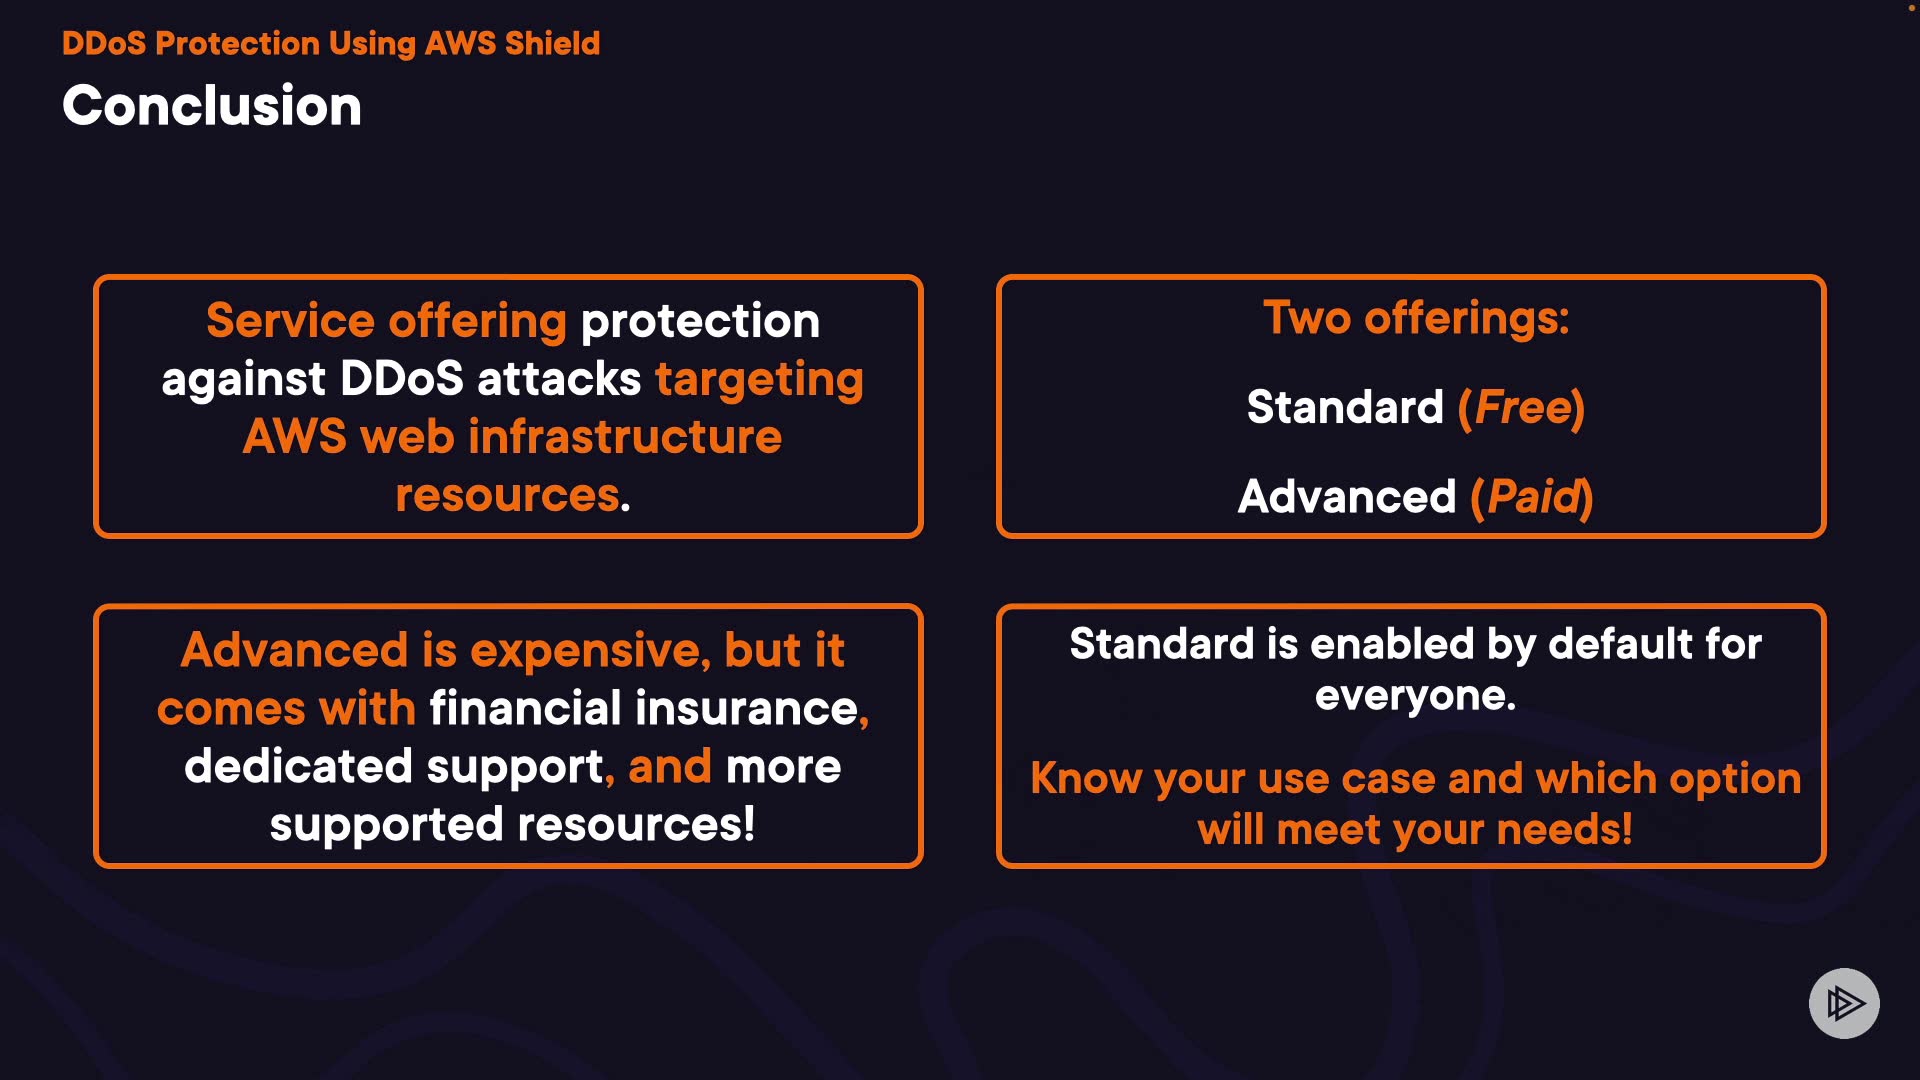 DDoS Protection Using AWS Shield
Conclusion
Service offering protection
against DDoS attacks targeting
AWS web infrastructure
resources.
Two offerings:
Standard (Free)
Advanced (Paid)
Advanced is expensive, but it
comes with financial insurance,
dedicated support, and more
supported resources!
Standard is enabled by default for
everyone.
Know your use case and which option
will meet your needs!